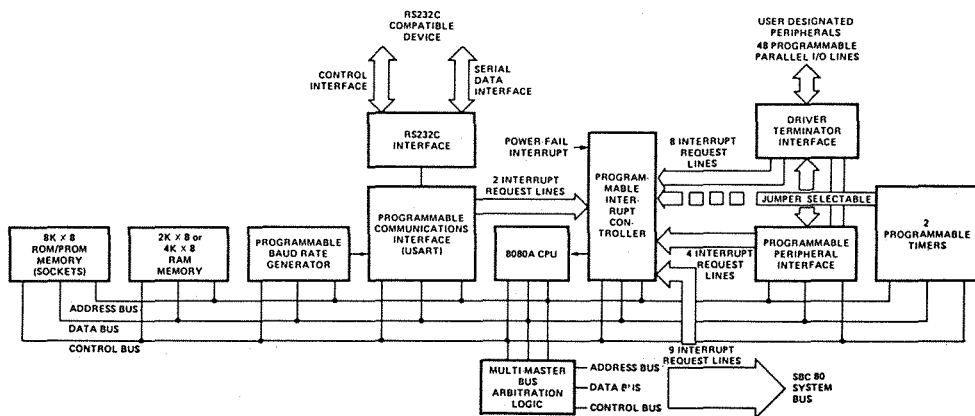 RS232C
COMPATIBLE
DEVICE
CONTROL
INTERFACE
SERIAL
DATA
INTERFACE
RS232C
INTERFACE
USER DESIGNATED
PERIPHERALS
48 PROGRAMMABLE
PARALLEL I/O LINES
DRIVER
TERMINATOR
INTERFACE
POWER-FAIL
INTERRUPT
8 INTERRUPT
REQUEST
LINES
2 INTERRUPT
REQUEST LINES
PROGRAM-
MABLE
INTER-
RUPT
CONTROLLER
JUMPER SELECTABLE
2
PROGRAMMABLE
TIMERS
8K X 8
ROM/PROM
MEMORY
(SOCKETS)
2K X 8 or
4K X 8
RAM
MEMORY
PROGRAMMABLE
BAUD RATE
GENERATOR
PROGRAMMABLE
COMMUNICATIONS
INTERFACE
(USART)
8080A CPU
4 INTERRUPT
REQUEST
LINES
PROGRAMMABLE
PERIPHERAL
INTERFACE
ADDRESS BUS
DATA BUS
CONTROL BUS
9 INTERRUPT
REQUEST LINES
MULTI-MASTER
BUS
ARBITRATION
LOGIC
ADDRESS BUS
DATA
CONTROL BUS
SBC 80
SYSTEM
BUS